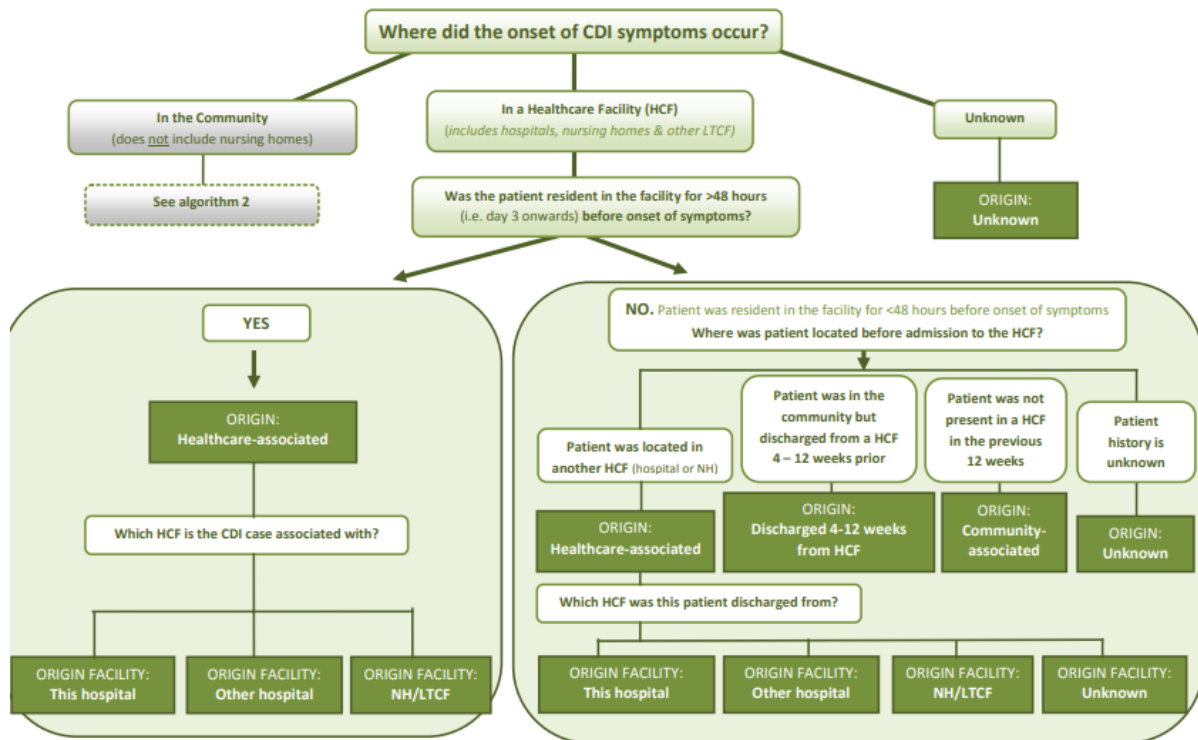 Where did the onset of CDI symptoms occur?
In the Community
(does not include nursing homes)
In a Healthcare Facility (HCF)
(includes hospitals, nursing homes & other LTCF)
Unknown
See algorithm 2
Was the patient resident in the facility for >48 hours
(i.e. day 3 onwards) before onset of symptoms?
ORIGIN:
Unknown
YES
ORIGIN:
Healthcare-associated
Which HCF is the CDI case associated with?
ORIGIN FACILITY:
This hospital
ORIGIN FACILITY:
Other hospital
ORIGIN FACILITY:
NH/LTCF
NO. Patient was resident in the facility for <48 hours before onset of symptoms
Where was patient located before admission to the HCF?
Patient was located in
another HCF (hospital or NH)
Patient was in the
community but
discharged from a HCF
4 – 12 weeks prior
Patient was not
present in a HCF
in the previous
12 weeks
Patient
history is
unknown
ORIGIN:
Healthcare-associated
ORIGIN:
Discharged 4-12 weeks
from HCF
ORIGIN:
Community-
associated
ORIGIN:
Unknown
Which HCF was this patient discharged from?
ORIGIN FACILITY:
This hospital
ORIGIN FACILITY:
Other hospital
ORIGIN FACILITY:
NH/LTCF
ORIGIN FACILITY:
Unknown